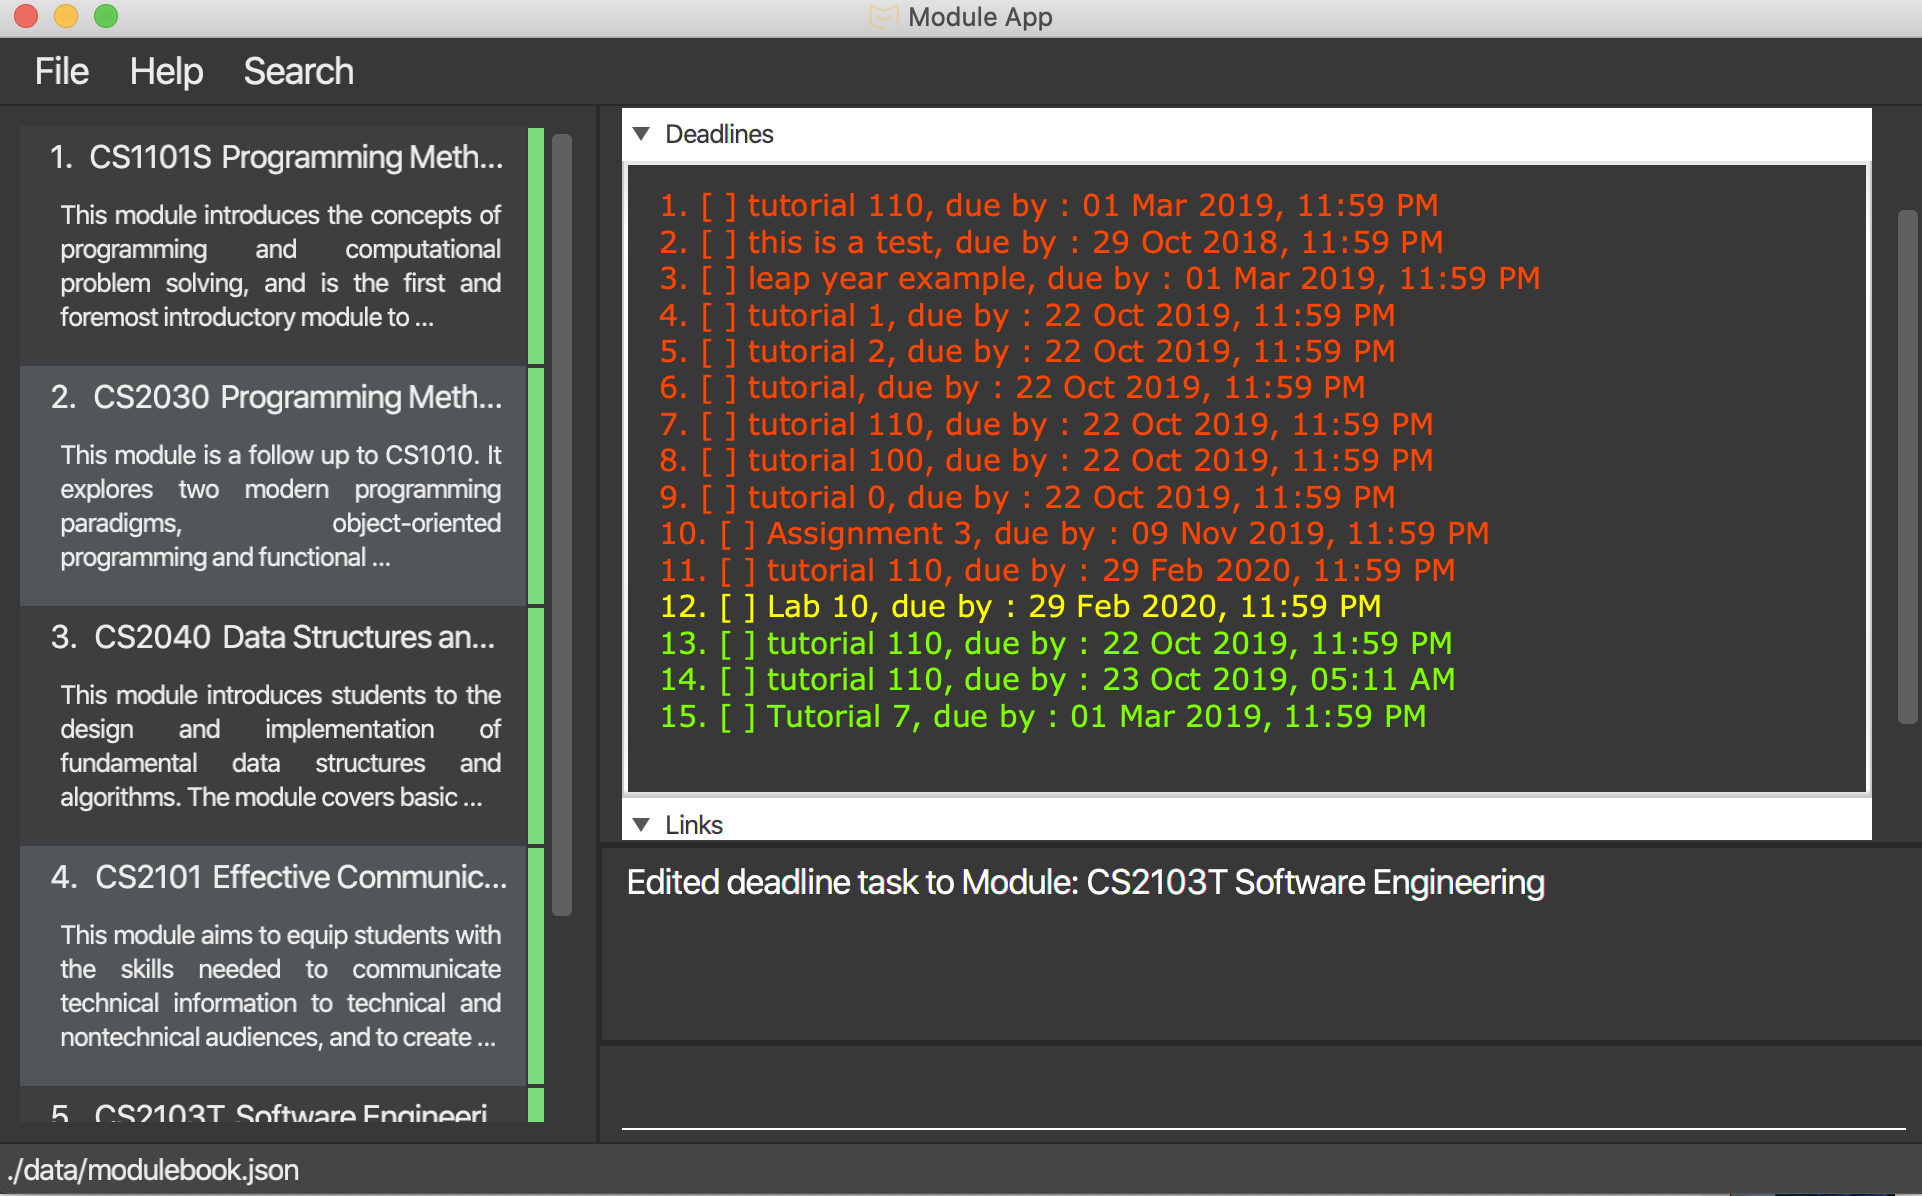 Module App
File Help Search
1. CS1101S Programming Meth...
This module introduces the concepts of
programming and computational
problem solving, and is the first and
foremost introductory module to ...
2. CS2030 Programming Meth...
This module is a follow up to CS1010. It
explores two modern programming
paradigms, object-oriented
programming and functional ...
3. CS2040 Data Structures an...
This module introduces students to the
design and implementation of
fundamental data structures and
algorithms. The module covers basic ...
4. CS2101 Effective Communic...
This module aims to equip students with
the skills needed to communicate
technical information to technical and
nontechnical audiences, and to create ...
5. CS2103T Software Engineeri
Deadlines
1. [ ] tutorial 110, due by : 01 Mar 2019, 11:59 PM
2. [ ] this is a test, due by : 29 Oct 2018, 11:59 PM
3. [ ] leap year example, due by : 01 Mar 2019, 11:59 PM
4. [ ] tutorial 1, due by : 22 Oct 2019, 11:59 PM
5. [ ] tutorial 2, due by : 22 Oct 2019, 11:59 PM
6. [ ] tutorial, due by : 22 Oct 2019, 11:59 PM
7. [ ] tutorial 110, due by : 22 Oct 2019, 11:59 PM
8. [ ] tutorial 100, due by : 22 Oct 2019, 11:59 PM
9. [ ] tutorial 0, due by : 22 Oct 2019, 11:59 PM
10. [ ] Assignment 3, due by : 09 Nov 2019, 11:59 PM
11. [ ] tutorial 110, due by : 29 Feb 2020, 11:59 PM
12. [ ] Lab 10, due by : 29 Feb 2020, 11:59 PM
13. [ ] tutorial 110, due by : 22 Oct 2019, 11:59 PM
14. [ ] tutorial 110, due by : 23 Oct 2019, 05:11 AM
15. [ ] Tutorial 7, due by : 01 Mar 2019, 11:59 PM
Links
Edited deadline task to Module: CS2103T Software Engineering
./data/modulebook.json